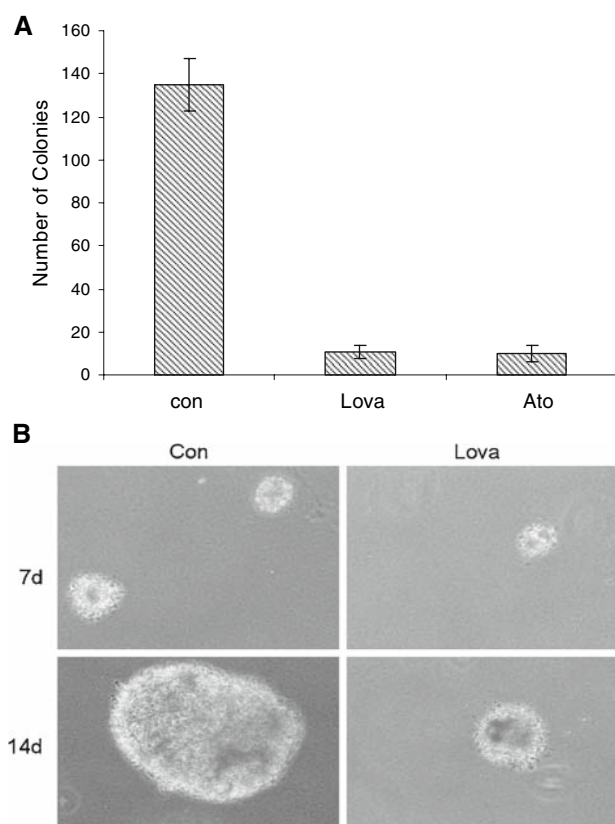 A
160
140
120
100
80
60
40
20
0
Number of Colonies
con Lova Ato
B
Con Lova
7d
14d